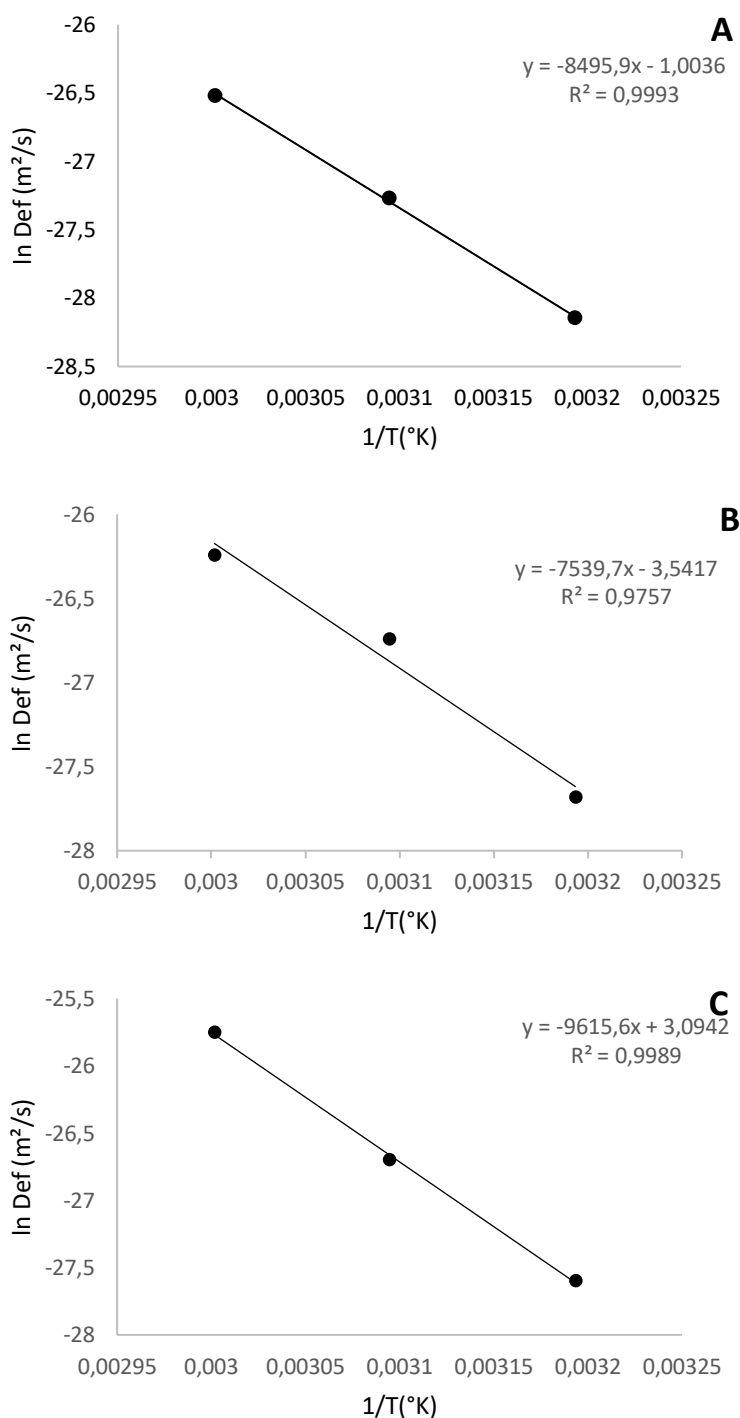 A
y = -8495,9x - 1,0036
R² = 0,9993
ln Def (m²/s)
-26
-26,5
-27
-27,5
-28
-28,5
0,00295 0,003 0,00305 0,0031 0,00315 0,0032 0,00325
1/T(°K)
B
y = -7539,7x - 3,5417
R² = 0,9757
ln Def (m²/s)
-26
-26,5
-27
-27,5
-28
0,00295 0,003 0,00305 0,0031 0,00315 0,0032 0,00325
1/T(°K)
C
y = -9615,6x + 3,0942
R² = 0,9989
ln Def (m²/s)
-25,5
-26
-26,5
-27
-27,5
-28
0,00295 0,003 0,00305 0,0031 0,00315 0,0032 0,00325
1/T(°K)